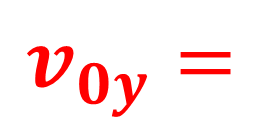 v₀y =